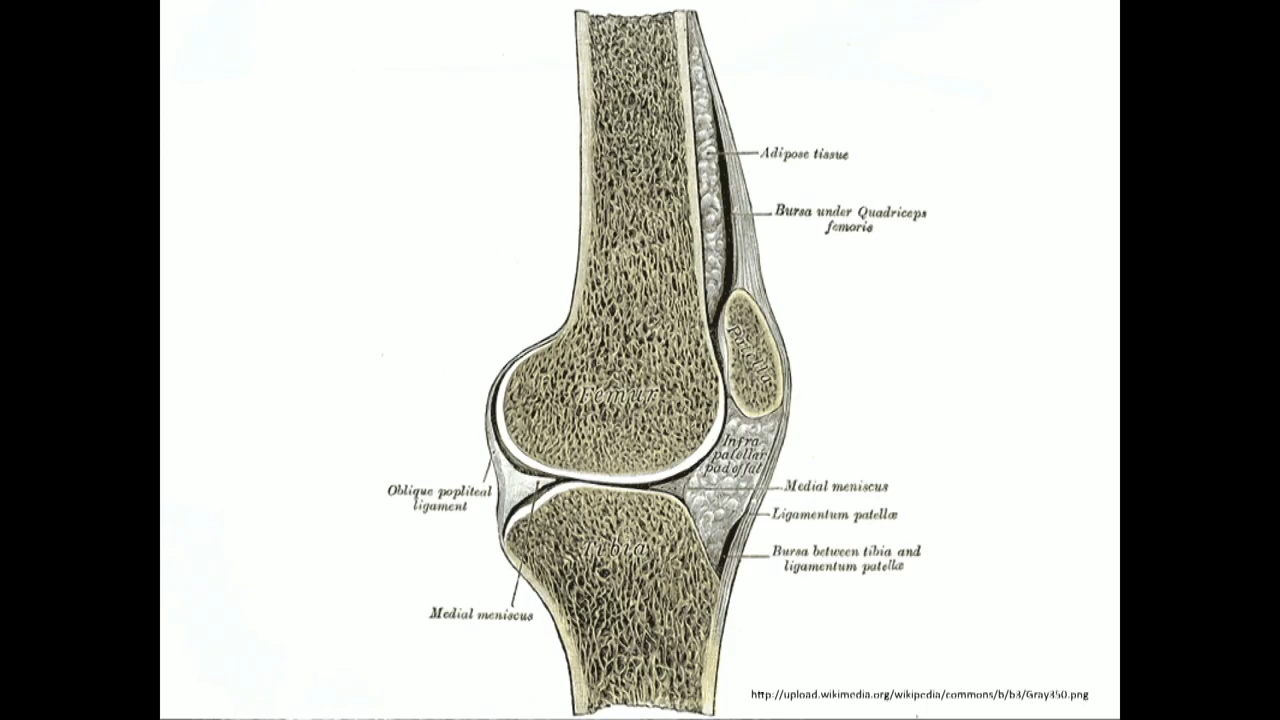 Adipose tissue
Bursa under Quadriceps
femoris
Patella
Femur
Infra
patellar
pad of fat
Medial meniscus
Oblique popliteal
ligament
Ligamentum patellæ
Tibia
Bursa between tibia and
ligamentum patellæ
Medial meniscus
http://upload.wikimedia.org/wikipedia/commons/b/b3/Gray350.png